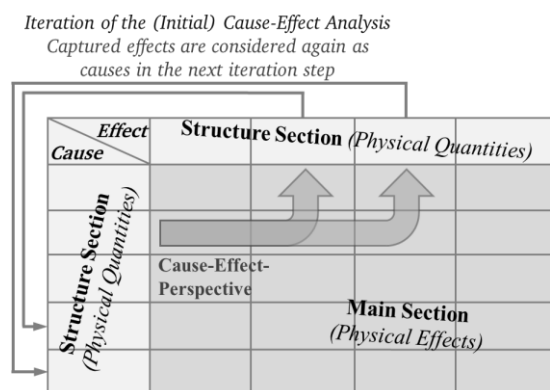 Iteration of the (Initial) Cause-Effect Analysis
Captured effects are considered again as
causes in the next iteration step
Effect
Cause
Structure Section (Physical Quantities)
Structure Section
(Physical Quantities)
Cause-Effect-
Perspective
Main Section
(Physical Effects)